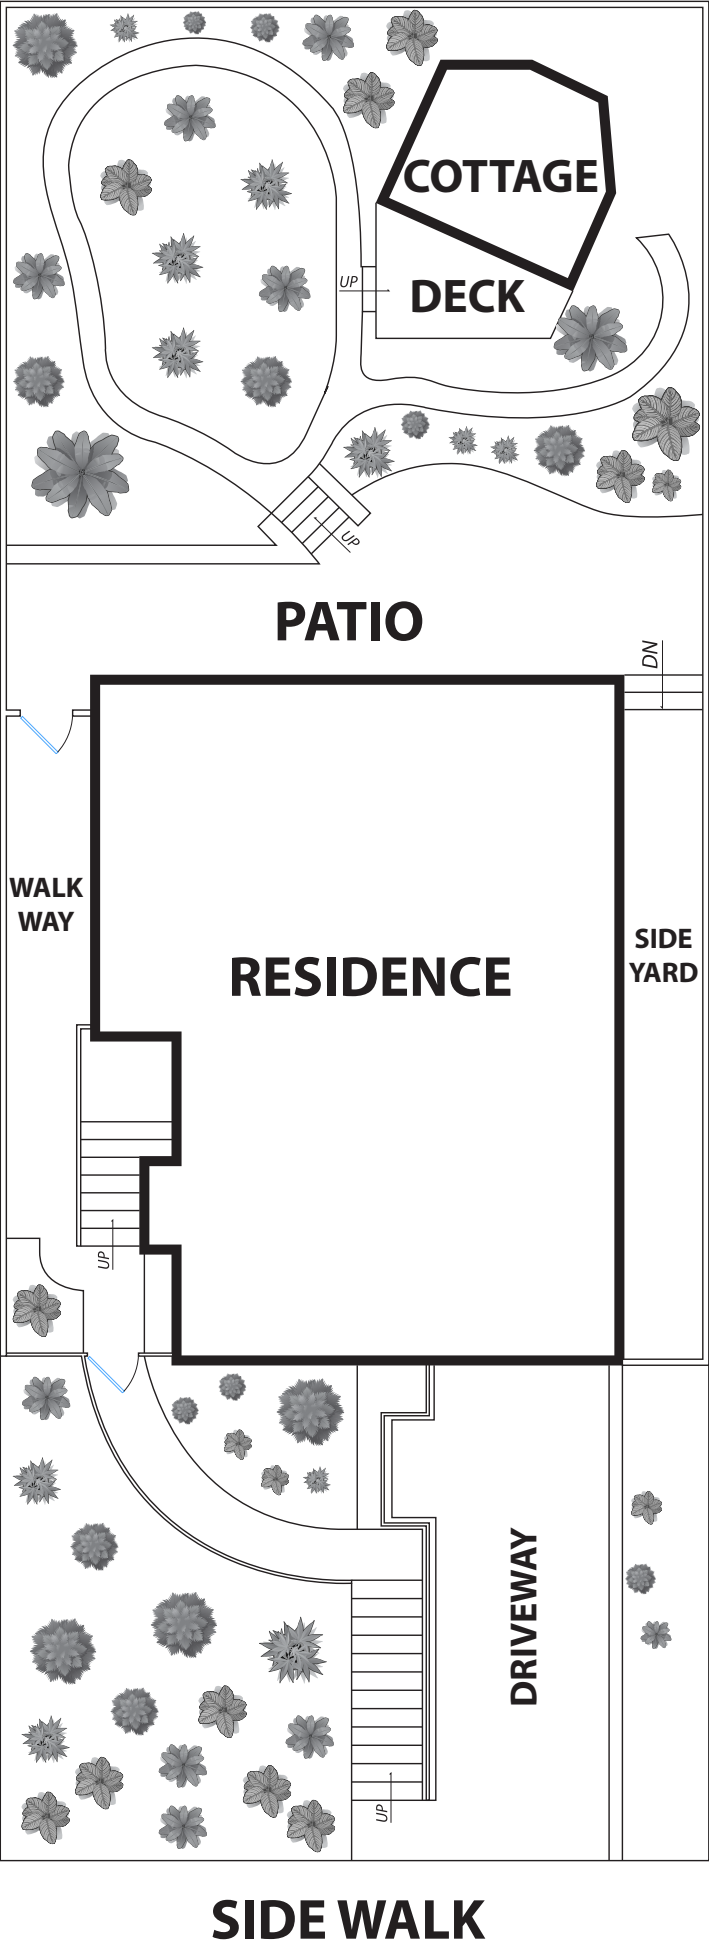 COTTAGE
UP
DECK
UP
PATIO
DN
WALK
WAY
SIDE
YARD
RESIDENCE
UP
DRIVEWAY
UP
SIDE WALK